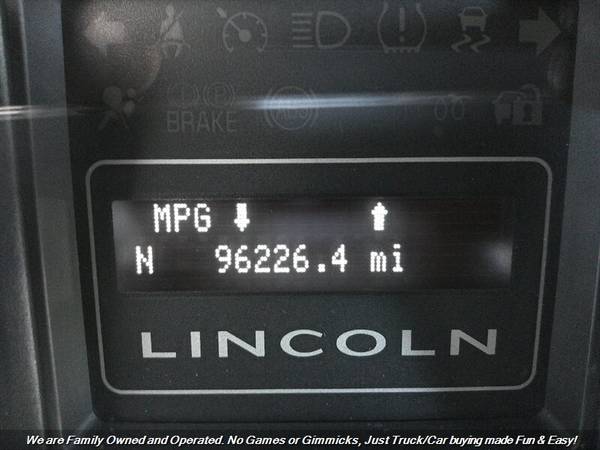 BRAKE
ABS
MPG
N 96226.4 mi
LINCOLN
We are Family Owned and Operated. No Games or Gimmicks, Just Truck/Car buying made Fun & Easy!